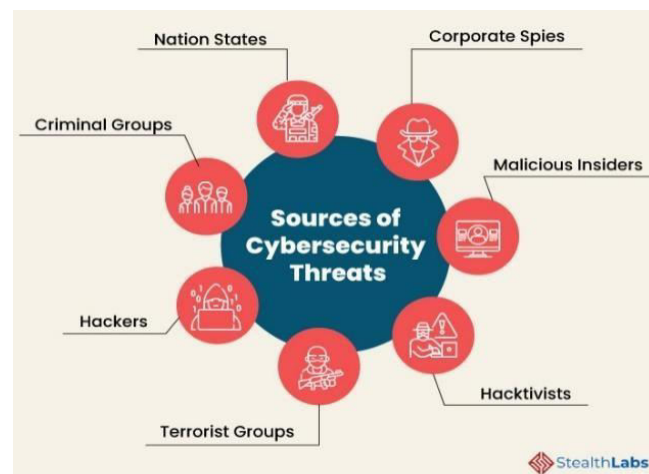 Nation States
Corporate Spies
Criminal Groups
Malicious Insiders
Sources of
Cybersecurity
Threats
Hackers
Hacktivists
Terrorist Groups
StealthLabs